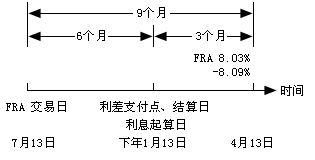 9个月
6个月
3个月
FRA 8.03%
-8.09%
时间
FRA 交易日
利差支付点、结算日
利息起算日
7月13日
下年1月13日
4月13日